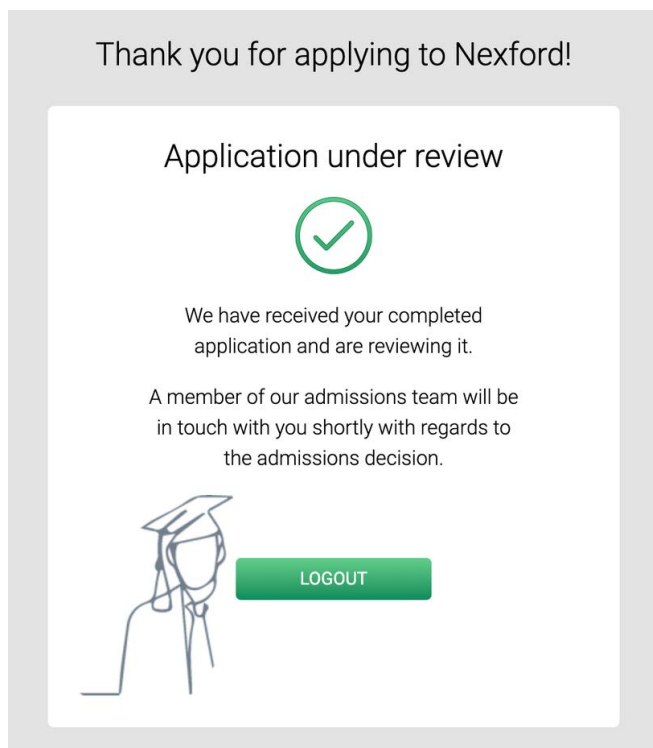 Thank you for applying to Nexford!
Application under review
We have received your completed
application and are reviewing it.
A member of our admissions team will be
in touch with you shortly with regards to
the admissions decision.
LOGOUT